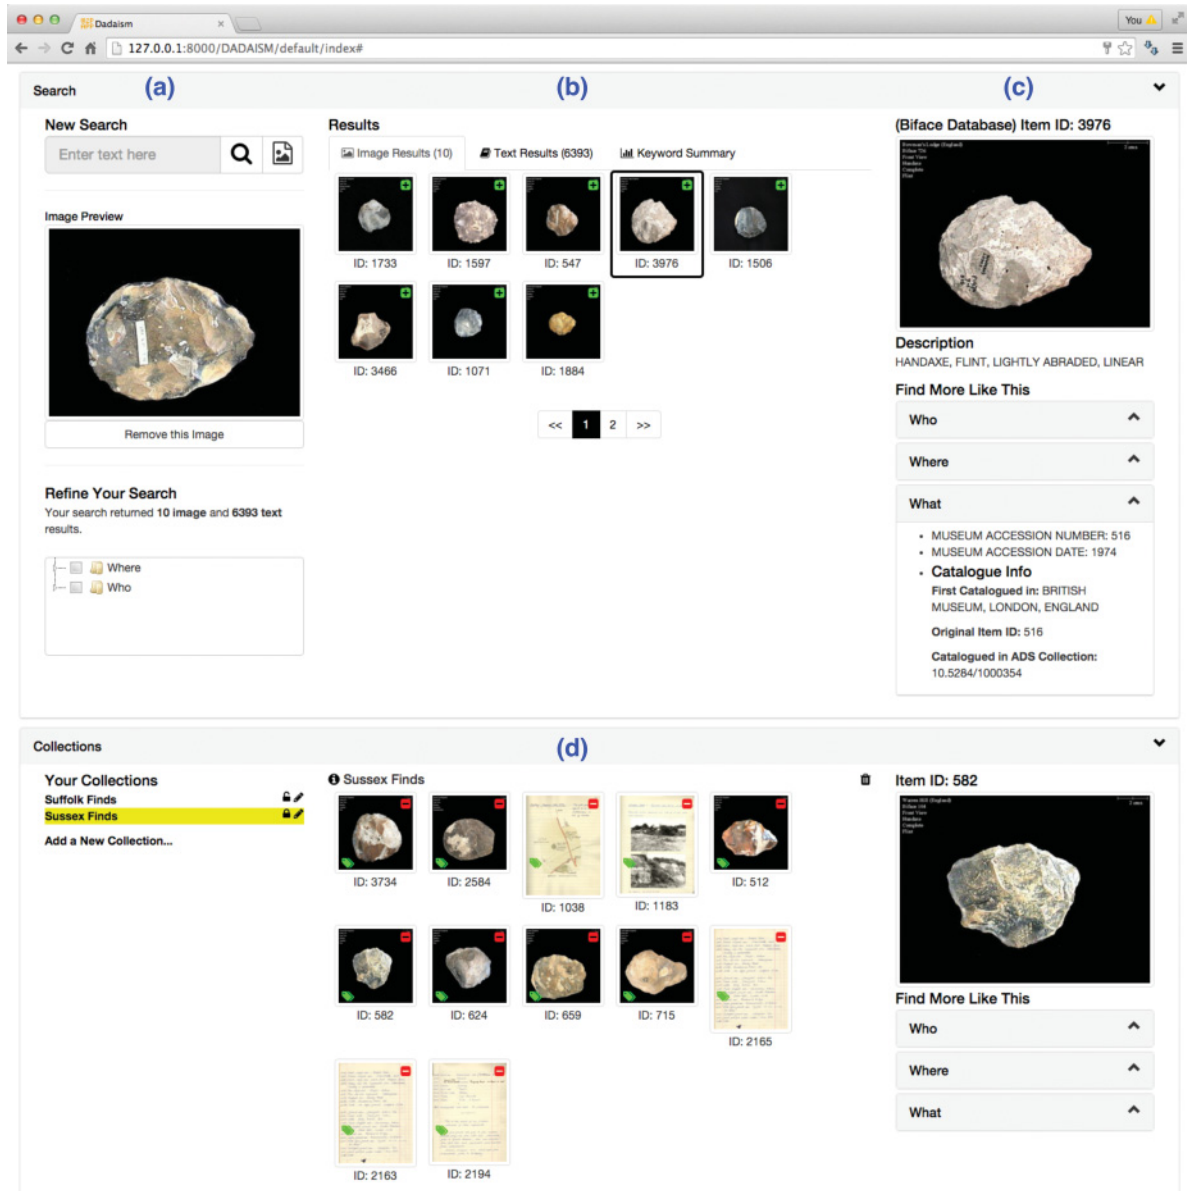 Dadaism
You
127.0.0.1:8000/DADAISM/default/index#
Search
(a)
(b)
(c)
New Search
Enter text here
Image Preview
Remove this Image
Refine Your Search
Your search returned 10 image and 6393 text
results.
Where
Who
Results
Image Results (10)
Text Results (6393)
Keyword Summary
ID: 1733
ID: 1597
ID: 547
ID: 3976
ID: 1506
ID: 3466
ID: 1071
ID: 1884
<<
1
2
>>
(Biface Database) Item ID: 3976
Description
HANDAXE, FLINT, LIGHTLY ABRADED, LINEAR
Find More Like This
Who
Where
What
MUSEUM ACCESSION NUMBER: 516
MUSEUM ACCESSION DATE: 1974
Catalogue Info
First Catalogued in: BRITISH
MUSEUM, LONDON, ENGLAND
Original Item ID: 516
Catalogued in ADS Collection:
10.5284/1000354
Collections
(d)
Your Collections
Suffolk Finds
Sussex Finds
Add a New Collection...
Sussex Finds
ID: 3734
ID: 2584
ID: 1038
ID: 1183
ID: 512
ID: 582
ID: 624
ID: 659
ID: 715
ID: 2165
ID: 2163
ID: 2194
Item ID: 582
Find More Like This
Who
Where
What